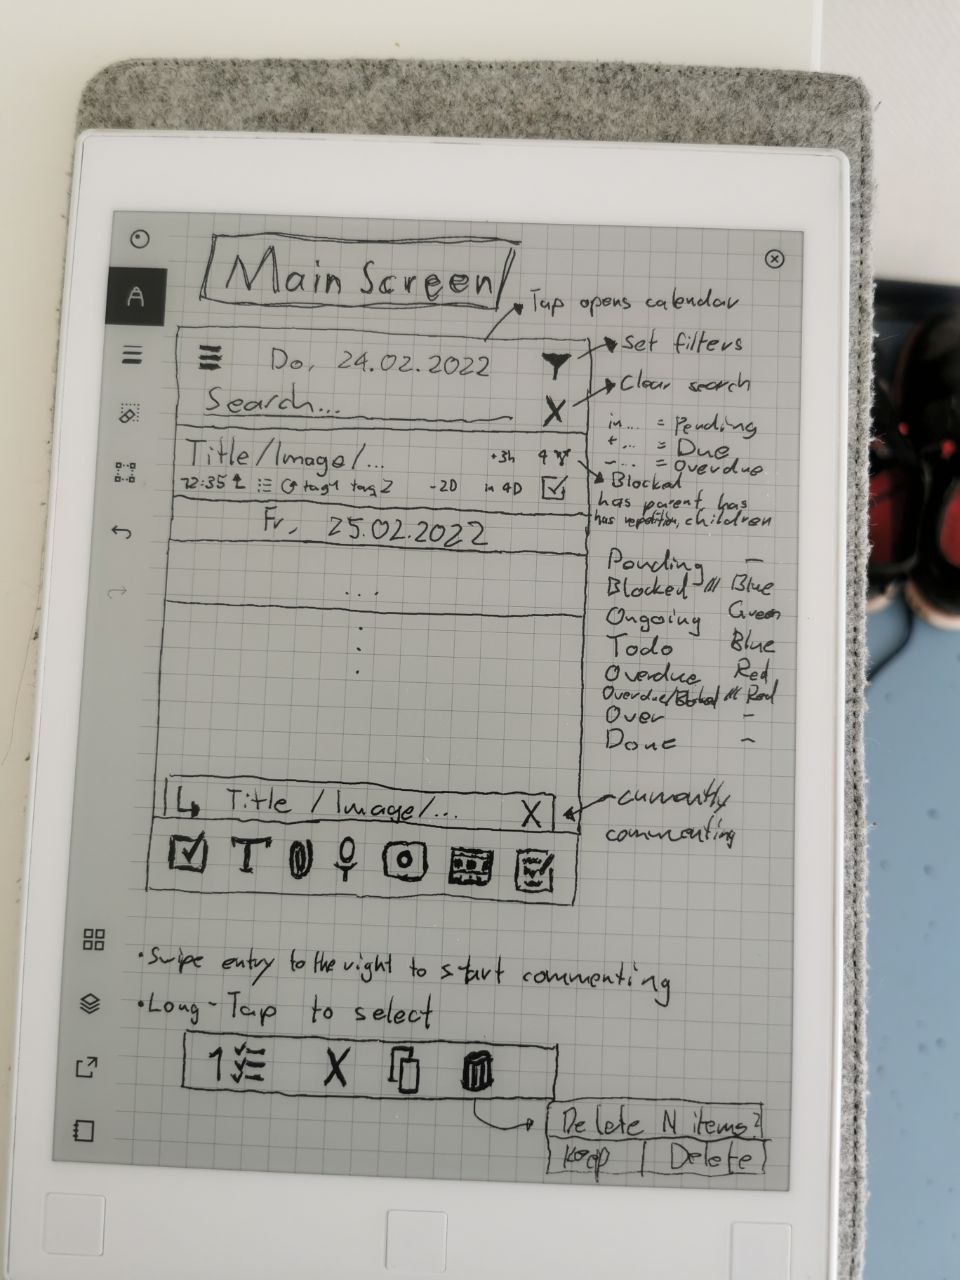 Main Screen
Tap opens calendar
Do, 24.02.2022
Set filters
Search...
X
Clear search
in... = Pending
+ ... = Due
- ... = Overdue
Title/Image/...
+3h 4
Blocked
tag1 tag2 -2D in 4D
has parent, has
has repetition, children
Fr, 25.02.2022
...
Pending –
Blocked /// Blue
Ongoing Green
Todo Blue
Overdue Red
Overdue/Blocked /// Red
Over –
Done –
Title / Image/... X
currently
commenting
T
• Swipe entry to the right to start commenting
• Long-Tap to select
1 X
Delete N items?
Keep Delete